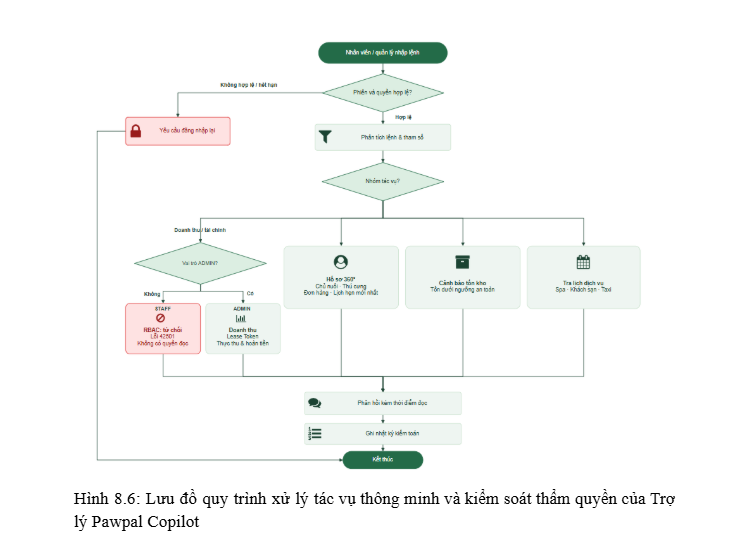 Nhân viên / quản lý nhập lệnh
Không hợp lệ / hết hạn
Phiên và quyền hợp lệ?
Hợp lệ
Yêu cầu đăng nhập lại
Phân tích lệnh & tham số
Nhóm tác vụ?
Doanh thu / tài chính
Vai trò ADMIN?
Không
Có
Hồ sơ 360°
Chủ nuôi · Thú cưng
Đơn hàng · Lịch hẹn mới nhất
Cảnh báo tồn kho
Tồn dưới ngưỡng an toàn
Tra lịch dịch vụ
Spa · Khách sạn · Taxi
STAFF
RBAC: từ chối
Lỗi 42501
Không có quyền đọc
ADMIN
Doanh thu
Lease Token
Thực thu & hoàn tiền
Phản hồi kèm thời điểm đọc
Ghi nhật ký kiểm toán
Kết thúc
Hình 8.6: Lưu đồ quy trình xử lý tác vụ thông minh và kiểm soát thẩm quyền của Trợ
lý Pawpal Copilot